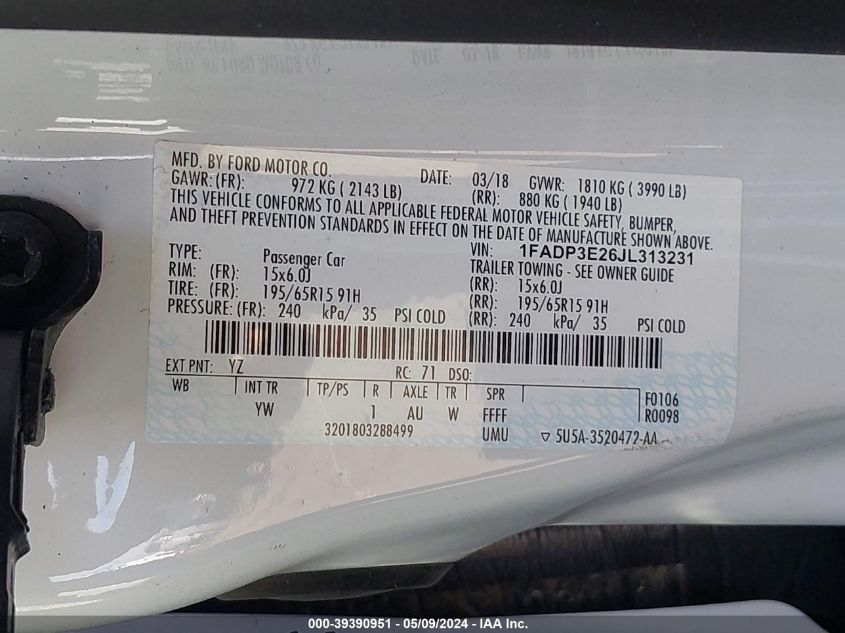 MFD. BY FORD MOTOR CO. DATE: 03/18 GVWR: 1810 KG ( 3990 LB)
GAWR: (FR) 972 KG ( 2143 LB) (RR) 880 KG ( 1940 LB)
THIS VEHICLE CONFORMS TO ALL APPLICABLE FEDERAL MOTOR VEHICLE SAFETY, BUMPER,
AND THEFT PREVENTION STANDARDS IN EFFECT ON THE DATE OF MANUFACTURE SHOWN ABOVE.
VIN: 1FADP3E26JL313231
TYPE: Passenger Car TRAILER TOWING - SEE OWNER GUIDE
RIM: (FR) 15x6.0J (RR) 15x6.0J
TIRE: (FR) 195/65R15 91H (RR) 195/65R15 91H
PRESSURE: (FR) 240 kPa/ 35 PSI COLD (RR) 240 kPa/ 35 PSI COLD
EXT PNT: YZ RC: 71 DSO:
WB INT TR TP/PS R AXLE TR SPR F0106
YW 1 AU W FFFF R0098
3201803288499 UMU ▽ 5U5A-3520472-AA
000-39390951 - 05/09/2024 - IAA Inc.